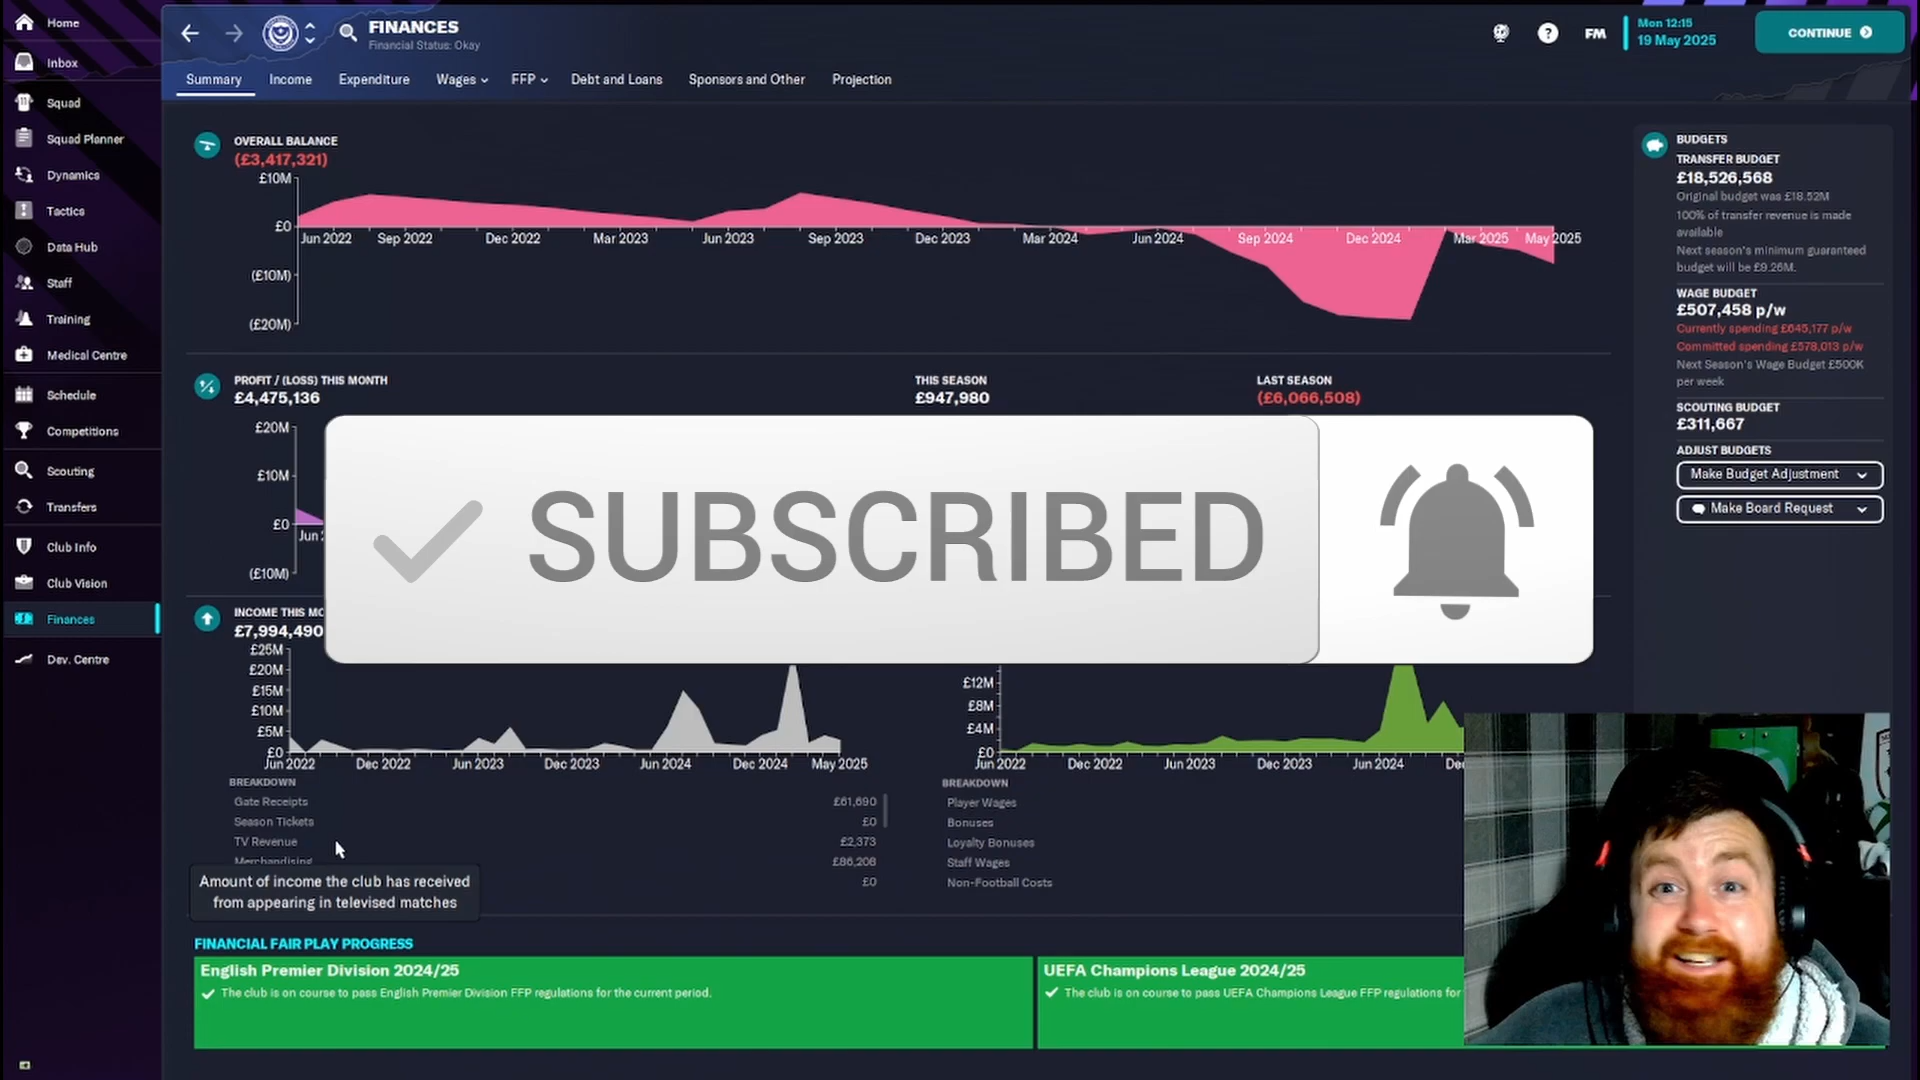 Home
Inbox
Squad
Squad Planner
Dynamics
Tactics
Data Hub
Staff
Training
Medical Centre
Schedule
Competitions
Scouting
Transfers
Club Info
Club Vision
Finances
Dev. Centre
FINANCES
Financial Status: Okay
? FM
Mon 12:15
19 May 2025
CONTINUE
Summary Income Expenditure Wages FFP Debt and Loans Sponsors and Other Projection
OVERALL BALANCE
(£3,417,321)
£10M
£0
(£10M)
(£20M)
Jun 2022 Sep 2022 Dec 2022 Mar 2023 Jun 2023 Sep 2023 Dec 2023 Mar 2024 Jun 2024 Sep 2024 Dec 2024 Mar 2025 May 2025
PROFIT / (LOSS) THIS MONTH
£4,475,136
THIS SEASON
£947,980
LAST SEASON
(£6,066,508)
£20M
£10M
£0
(£10M)
Jun
SUBSCRIBED
INCOME THIS MO
£7,994,490
£25M
£20M
£15M
£10M
£5M
£0
Jun 2022 Dec 2022 Jun 2023 Dec 2023 Jun 2024 Dec 2024 May 2025
BREAKDOWN
Gate Receipts £61,690
Season Tickets £0
TV Revenue £2,373
Merchandising £86,208
£0
Amount of income the club has received
from appearing in televised matches
£12M
£8M
£4M
£0
Jun 2022 Dec 2022 Jun 2023 Dec 2023 Jun 2024 De
BREAKDOWN
Player Wages
Bonuses
Loyalty Bonuses
Staff Wages
Non-Football Costs
FINANCIAL FAIR PLAY PROGRESS
English Premier Division 2024/25
The club is on course to pass English Premier Division FFP regulations for the current period.
UEFA Champions League 2024/25
The club is on course to pass UEFA Champions League FFP regulations for
BUDGETS
TRANSFER BUDGET
£18,526,568
Original budget was £18.52M
100% of transfer revenue is made
available
Next season's minimum guaranteed
budget will be £9.26M.
WAGE BUDGET
£507,458 p/w
Currently spending £645,177 p/w
Committed spending £578,013 p/w
Next Season's Wage Budget £500K
per week
SCOUTING BUDGET
£311,667
ADJUST BUDGETS
Make Budget Adjustment
Make Board Request